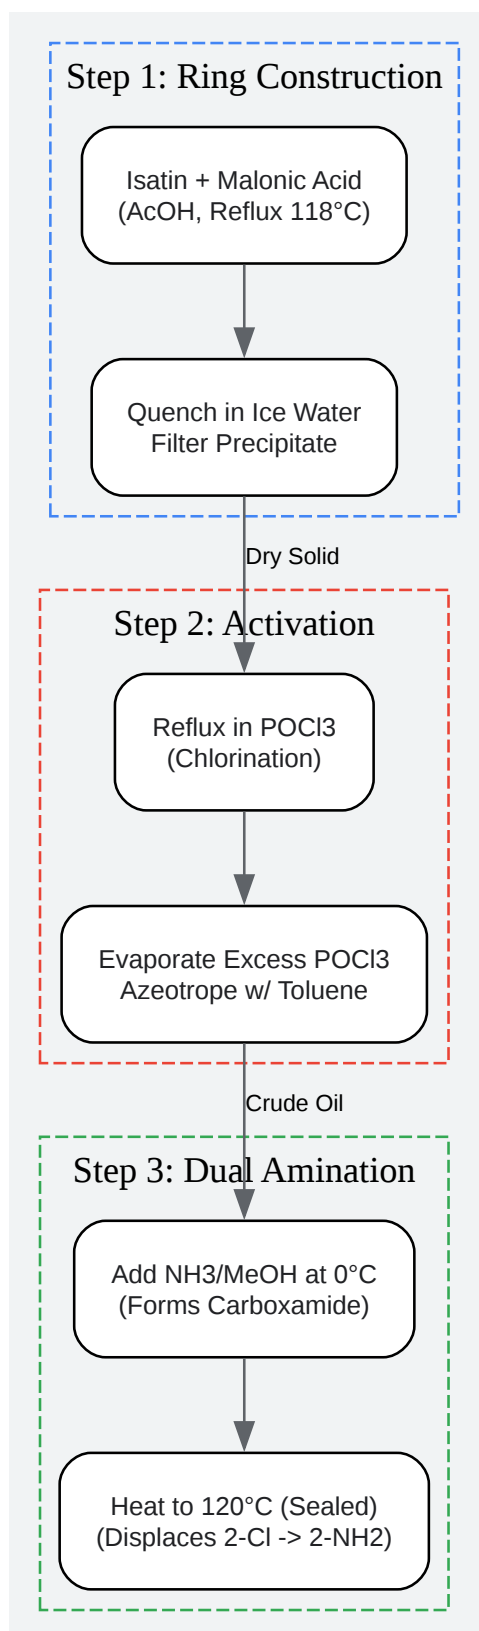 Step 1: Ring Construction
Isatin + Malonic Acid
(AcOH, Reflux 118°C)
Quench in Ice Water
Filter Precipitate
Dry Solid
Step 2: Activation
Reflux in POCl3
(Chlorination)
Evaporate Excess POCl3
Azeotrope w/ Toluene
Crude Oil
Step 3: Dual Amination
Add NH3/MeOH at 0°C
(Forms Carboxamide)
Heat to 120°C (Sealed)
(Displaces 2-Cl -> 2-NH2)